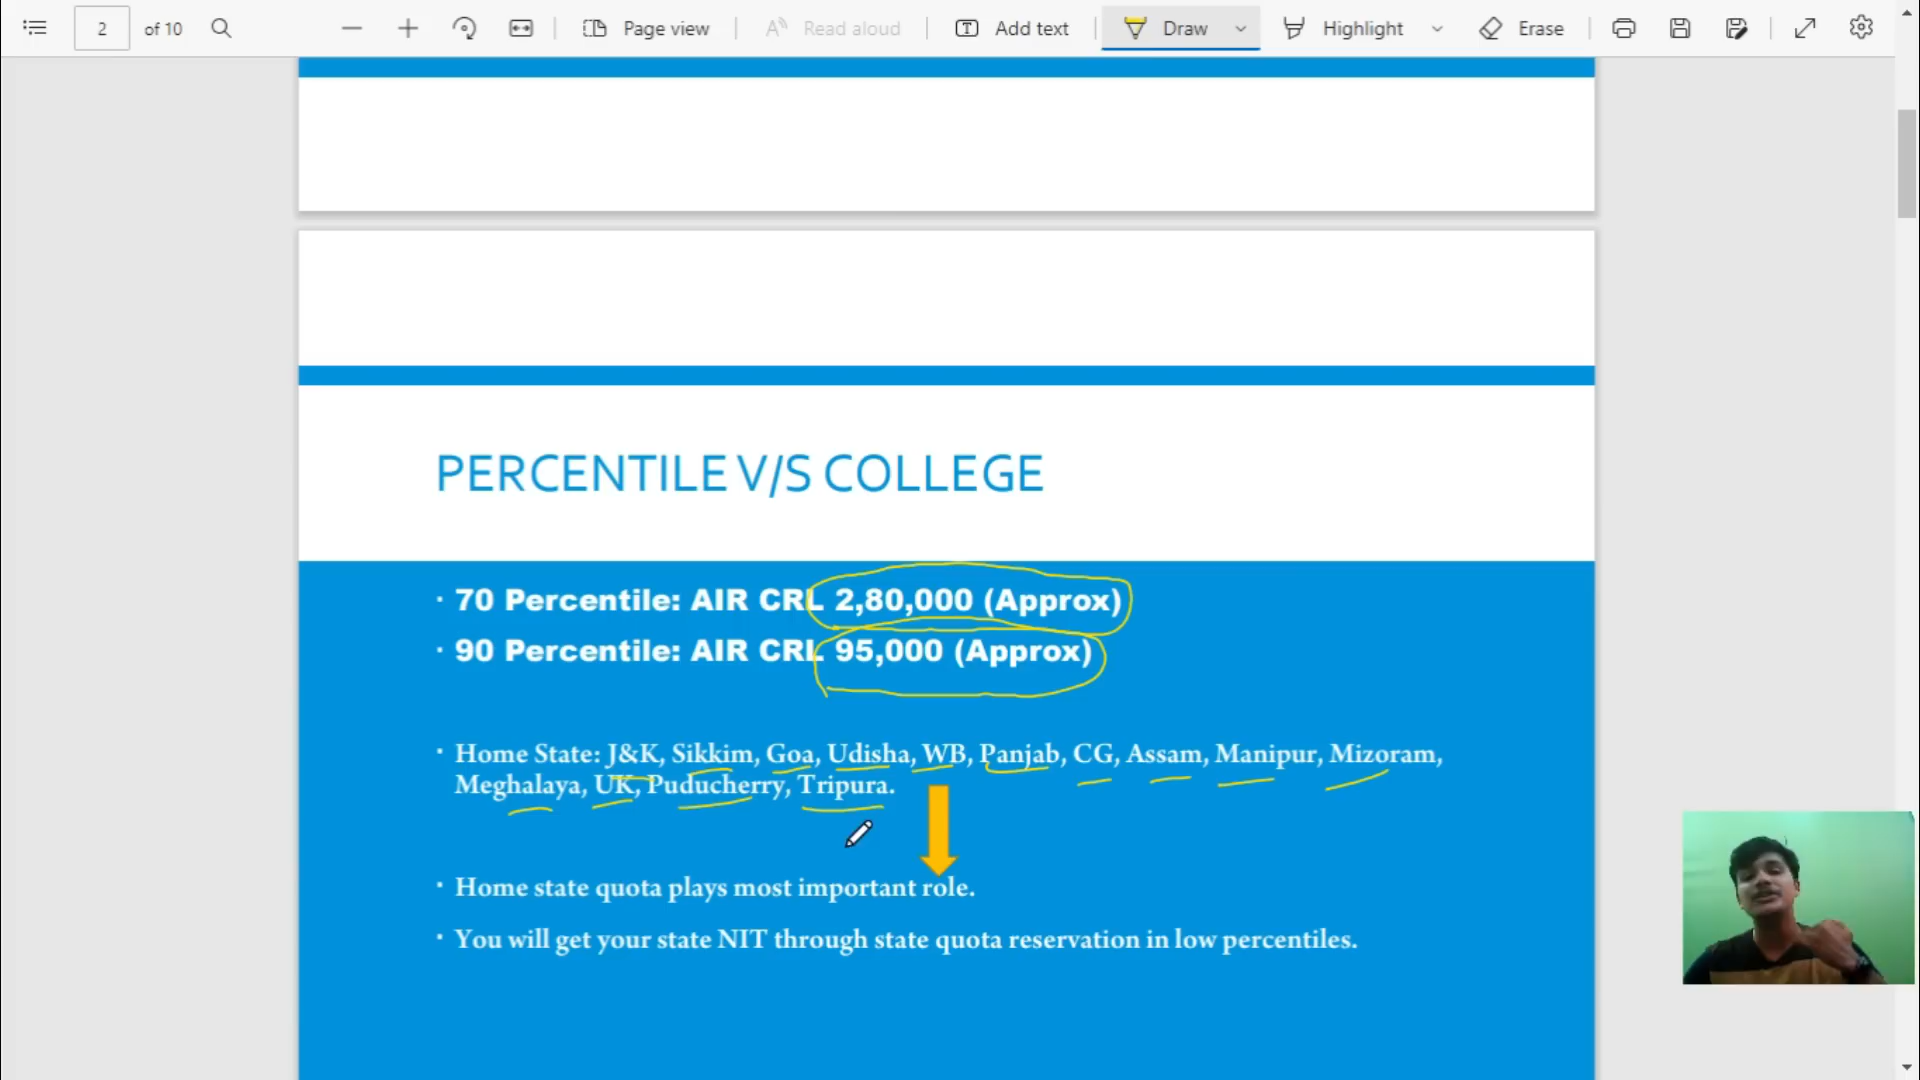 2 of 10 Page view Read aloud Add text Draw Highlight Erase
PERCENTILE V/S COLLEGE
· 70 Percentile: AIR CRL 2,80,000 (Approx)
· 90 Percentile: AIR CRL 95,000 (Approx)
· Home State: J&K, Sikkim, Goa, Udisha, WB, Panjab, CG, Assam, Manipur, Mizoram,
Meghalaya, UK, Puducherry, Tripura.
· Home state quota plays most important role.
· You will get your state NIT through state quota reservation in low percentiles.